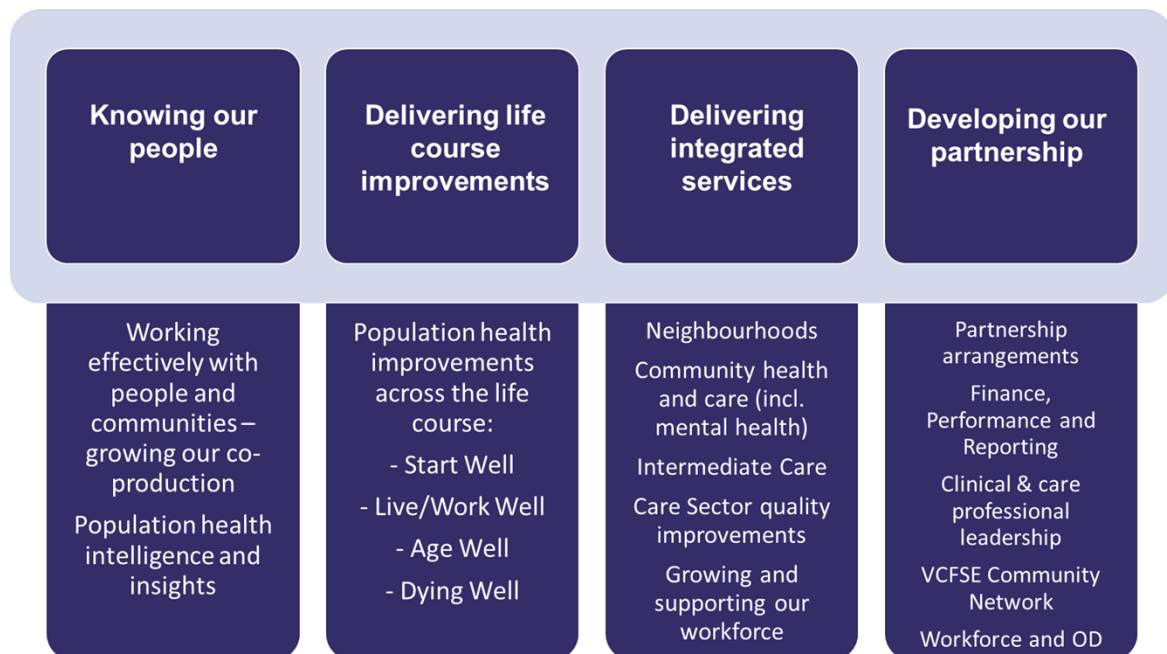 Knowing our
people
Working
effectively with
people and
communities –
growing our co-
production
Population health
intelligence and
insights
Delivering life
course
improvements
Population health
improvements
across the life
course:
- Start Well
- Live/Work Well
- Age Well
- Dying Well
Delivering
integrated
services
Neighbourhoods
Community health
and care (incl.
mental health)
Intermediate Care
Care Sector quality
improvements
Growing and
supporting our
workforce
Developing our
partnership
Partnership
arrangements
Finance,
Performance and
Reporting
Clinical & care
professional
leadership
VCFSE Community
Network
Workforce and OD